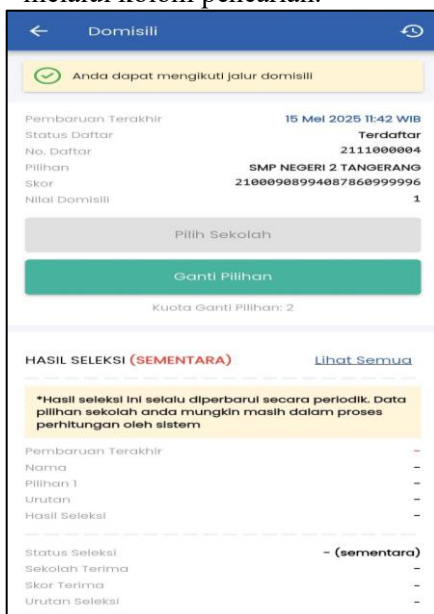 melalui kolom pencarian.
Domisili
Anda dapat mengikuti jalur domisili
Pembaruan Terakhir 15 Mei 2025 11:42 WIB
Status Daftar Terdaftar
No. Daftar 2111000004
Pilihan SMP NEGERI 2 TANGERANG
Skor 21000908994087860999996
Nilai Domisili 1
Pilih Sekolah
Ganti Pilihan
Kuota Ganti Pilihan: 2
HASIL SELEKSI (SEMENTARA) Lihat Semua
*Hasil seleksi ini selalu diperbarui secara periodik. Data
pilihan sekolah anda mungkin masih dalam proses
perhitungan oleh sistem
Pembaruan Terakhir -
Nama -
Pilihan 1 -
Urutan -
Hasil Seleksi -
Status Seleksi - (sementara)
Sekolah Terima -
Skor Terima -
Urutan Seleksi -